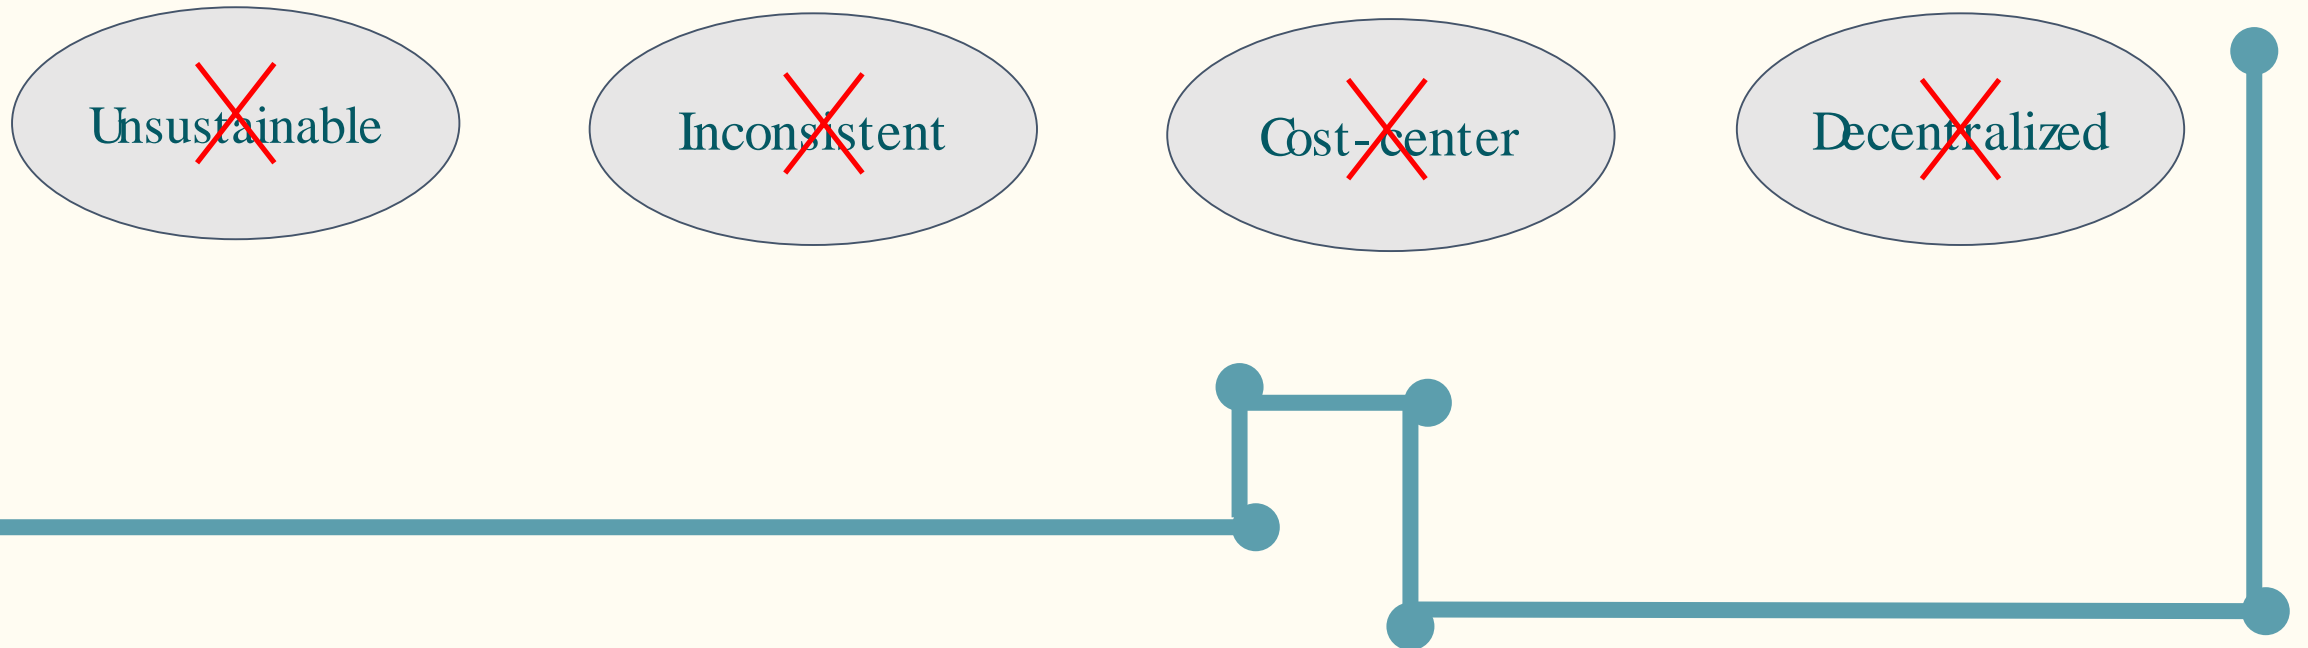 Unsustainable
Inconsistent
Cost-center
Decentralized